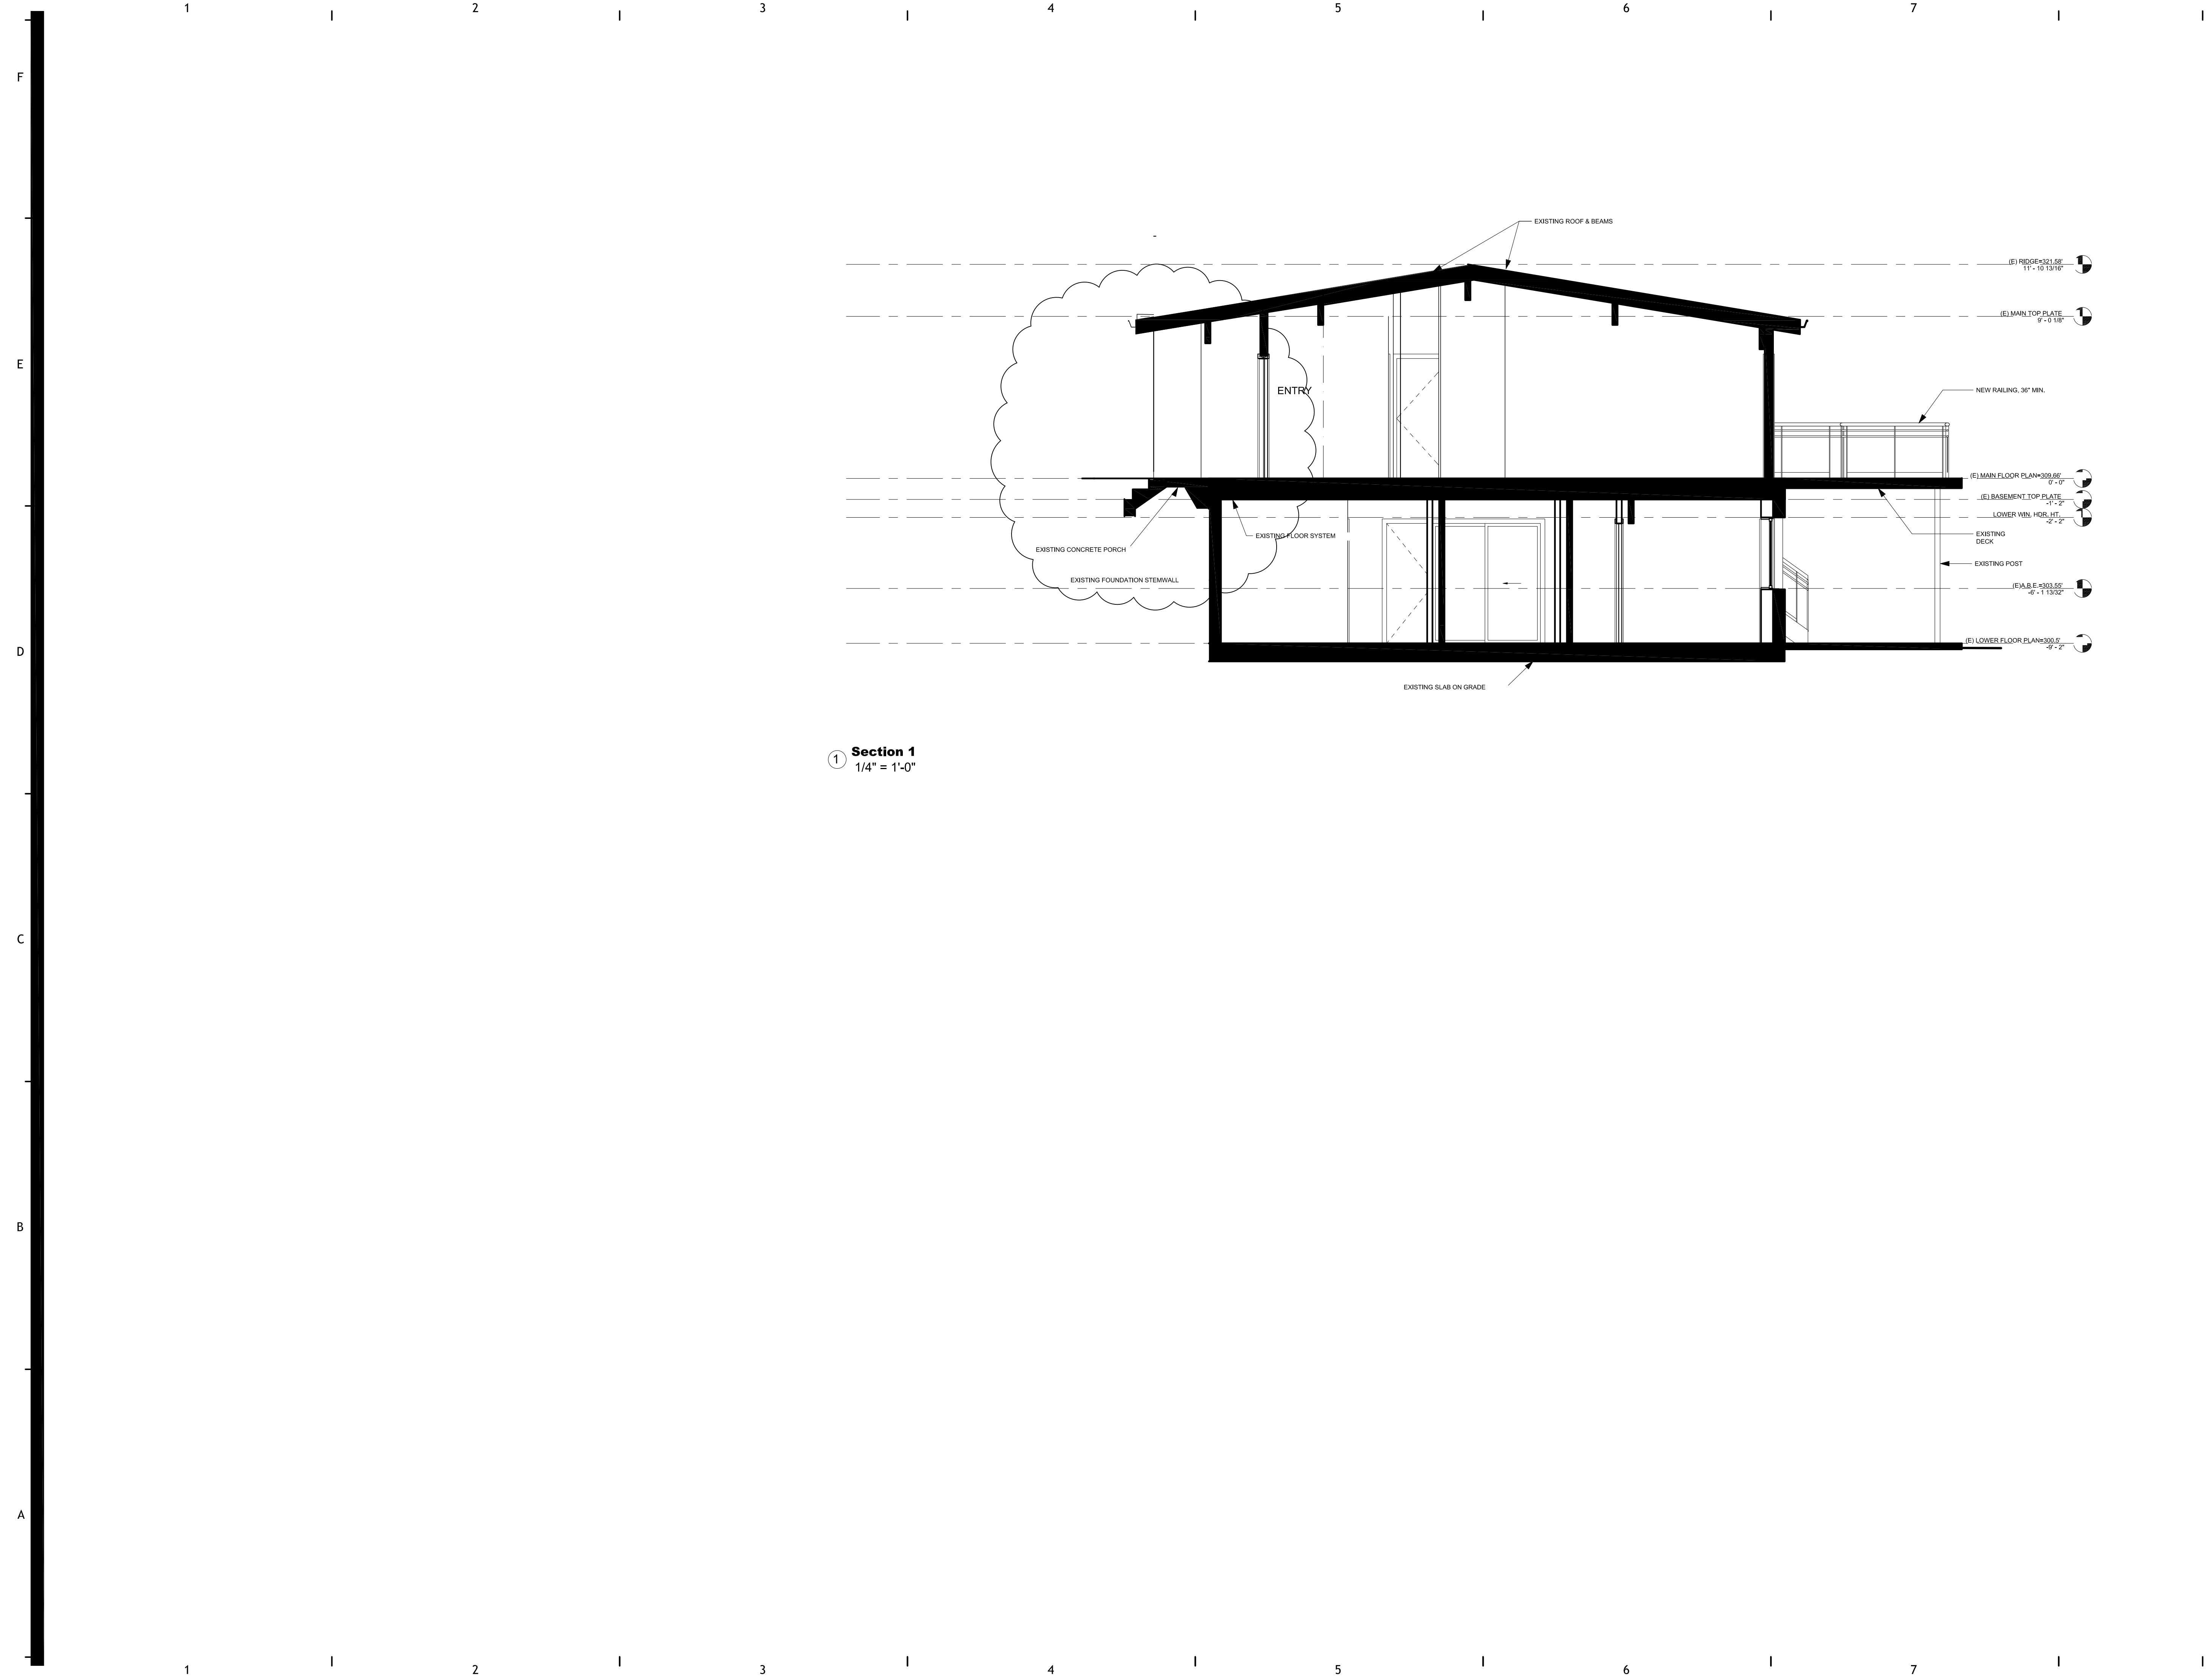 1 2 3 4 5 6 7
F
EXISTING ROOF & BEAMS
(E) RIDGE=321.58'
11' - 10 13/16"
(E) MAIN TOP PLATE
9' - 0 1/8"
E
ENTRY
NEW RAILING, 36" MIN.
(E) MAIN FLOOR PLAN=309.66'
0' - 0"
(E) BASEMENT TOP PLATE
-1' - 2"
LOWER WIN. HDR. HT.
-2' - 2"
EXISTING FLOOR SYSTEM
EXISTING
DECK
EXISTING CONCRETE PORCH
EXISTING POST
EXISTING FOUNDATION STEMWALL
(E)A.B.E.=303.55'
-6' - 1 13/32"
(E) LOWER FLOOR PLAN=300.5'
-9' - 2"
D
EXISTING SLAB ON GRADE
1 Section 1
1/4" = 1'-0"
C
B
A
1 2 3 4 5 6 7